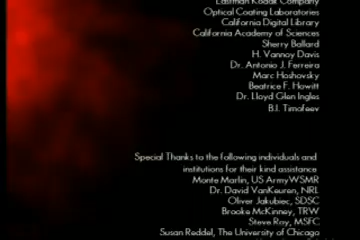 Eastman Kodak Company
Optical Coating Laboratories
California Digital Library
California Academy of Sciences
Sherry Ballard
H. Vannoy Davis
Dr. Antonio J. Ferreira
Marc Hoshovsky
Beatrice F. Howitt
Dr. Lloyd Glen Ingles
B.I. Timofeev
Special Thanks to the following individuals and
institutions for their kind assistance
Monte Marlin, US ArmyWSMR
Dr. David VanKeuren, NRL
Oliver Jakubiec, SDSC
Brooke McKinney, TRW
Steve Roy, MSFC
Susan Reddel, The University of Chicago